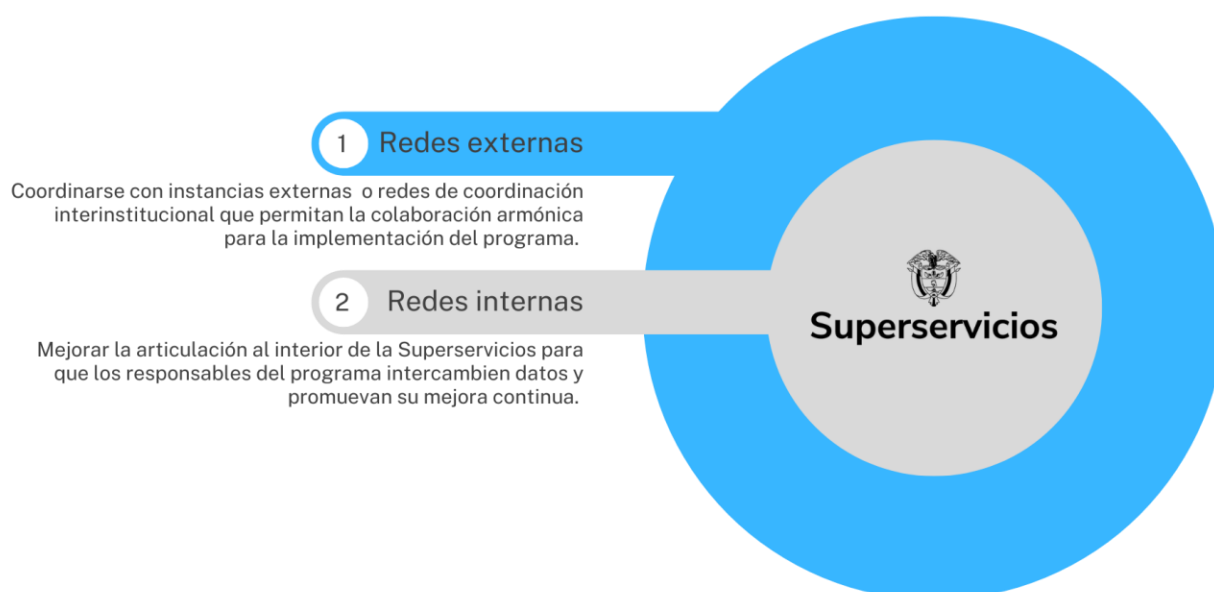 1 Redes externas
Coordinarse con instancias externas o redes de coordinación
interinstitucional que permitan la colaboración armónica
para la implementación del programa.
2 Redes internas
Mejorar la articulación al interior de la Superservicios para
que los responsables del programa intercambien datos y
promuevan su mejora continua.
Superservicios